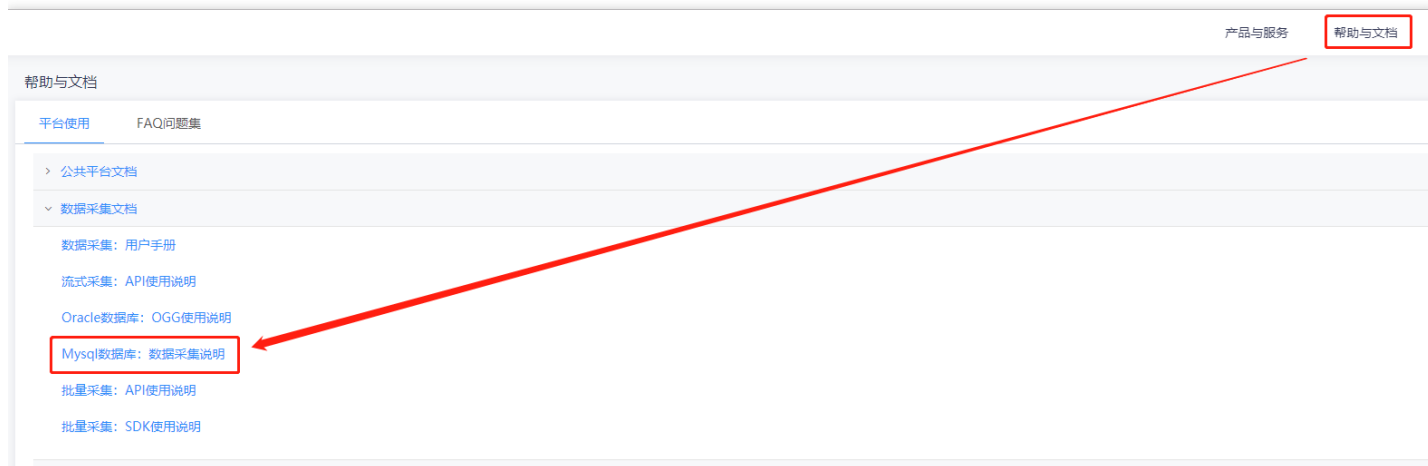 产品与服务 帮助与文档
帮助与文档
平台使用 FAQ问题集
公共平台文档
数据采集文档
数据采集：用户手册
流式采集：API使用说明
Oracle数据库：OGG使用说明
Mysql数据库：数据采集说明
批量采集：API使用说明
批量采集：SDK使用说明